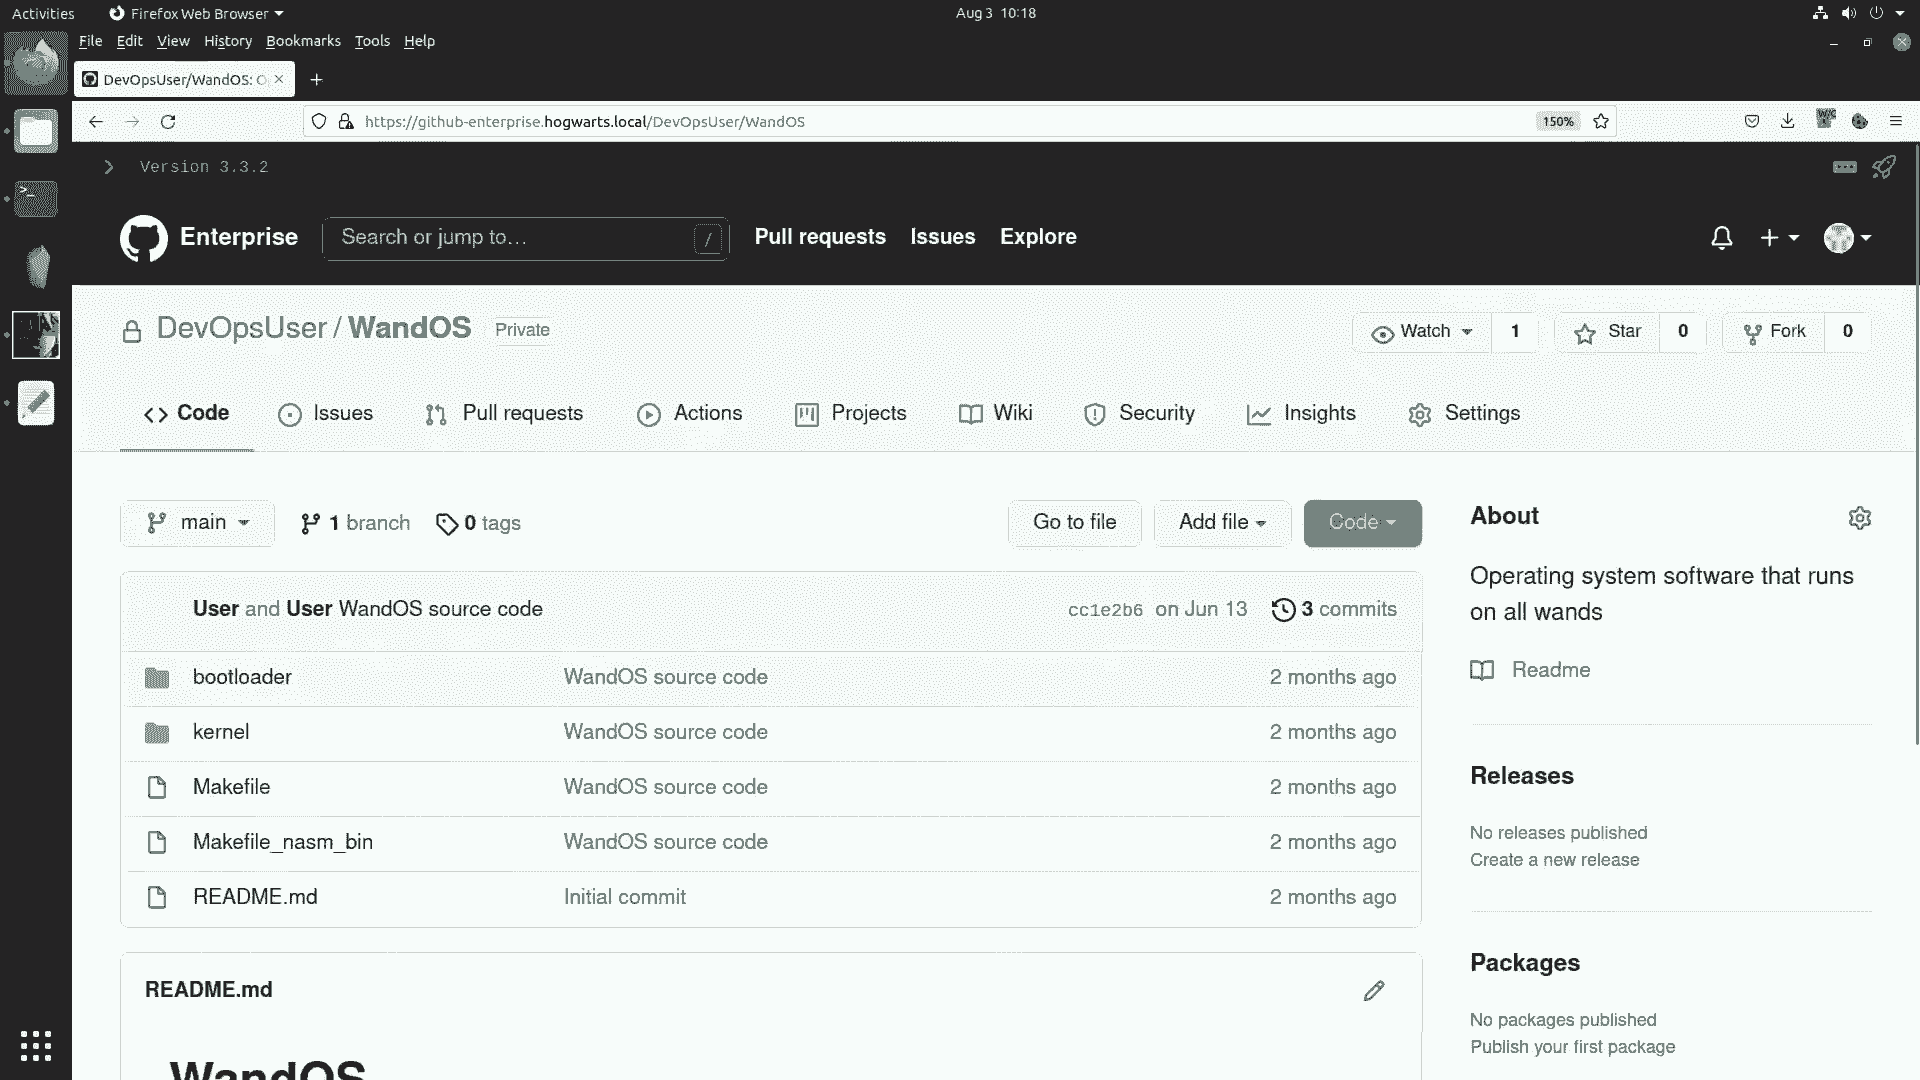 Activities
Firefox Web Browser
Aug 3 10:18
File Edit View History Bookmarks Tools Help
DevOpsUser/WandOS: O
https://github-enterprise.hogwarts.local/DevOpsUser/WandOS
150%
Version 3.3.2
Enterprise
Search or jump to…
/
Pull requests
Issues
Explore
DevOpsUser / WandOS
Private
Watch
1
Star
0
Fork
0
Code
Issues
Pull requests
Actions
Projects
Wiki
Security
Insights
Settings
main
1 branch
0 tags
Go to file
Add file
Code
User and User WandOS source code
cc1e2b6 on Jun 13
3 commits
bootloader WandOS source code 2 months ago
kernel WandOS source code 2 months ago
Makefile WandOS source code 2 months ago
Makefile_nasm_bin WandOS source code 2 months ago
README.md Initial commit 2 months ago
README.md
WandOS
About
Operating system software that runs
on all wands
Readme
Releases
No releases published
Create a new release
Packages
No packages published
Publish your first package